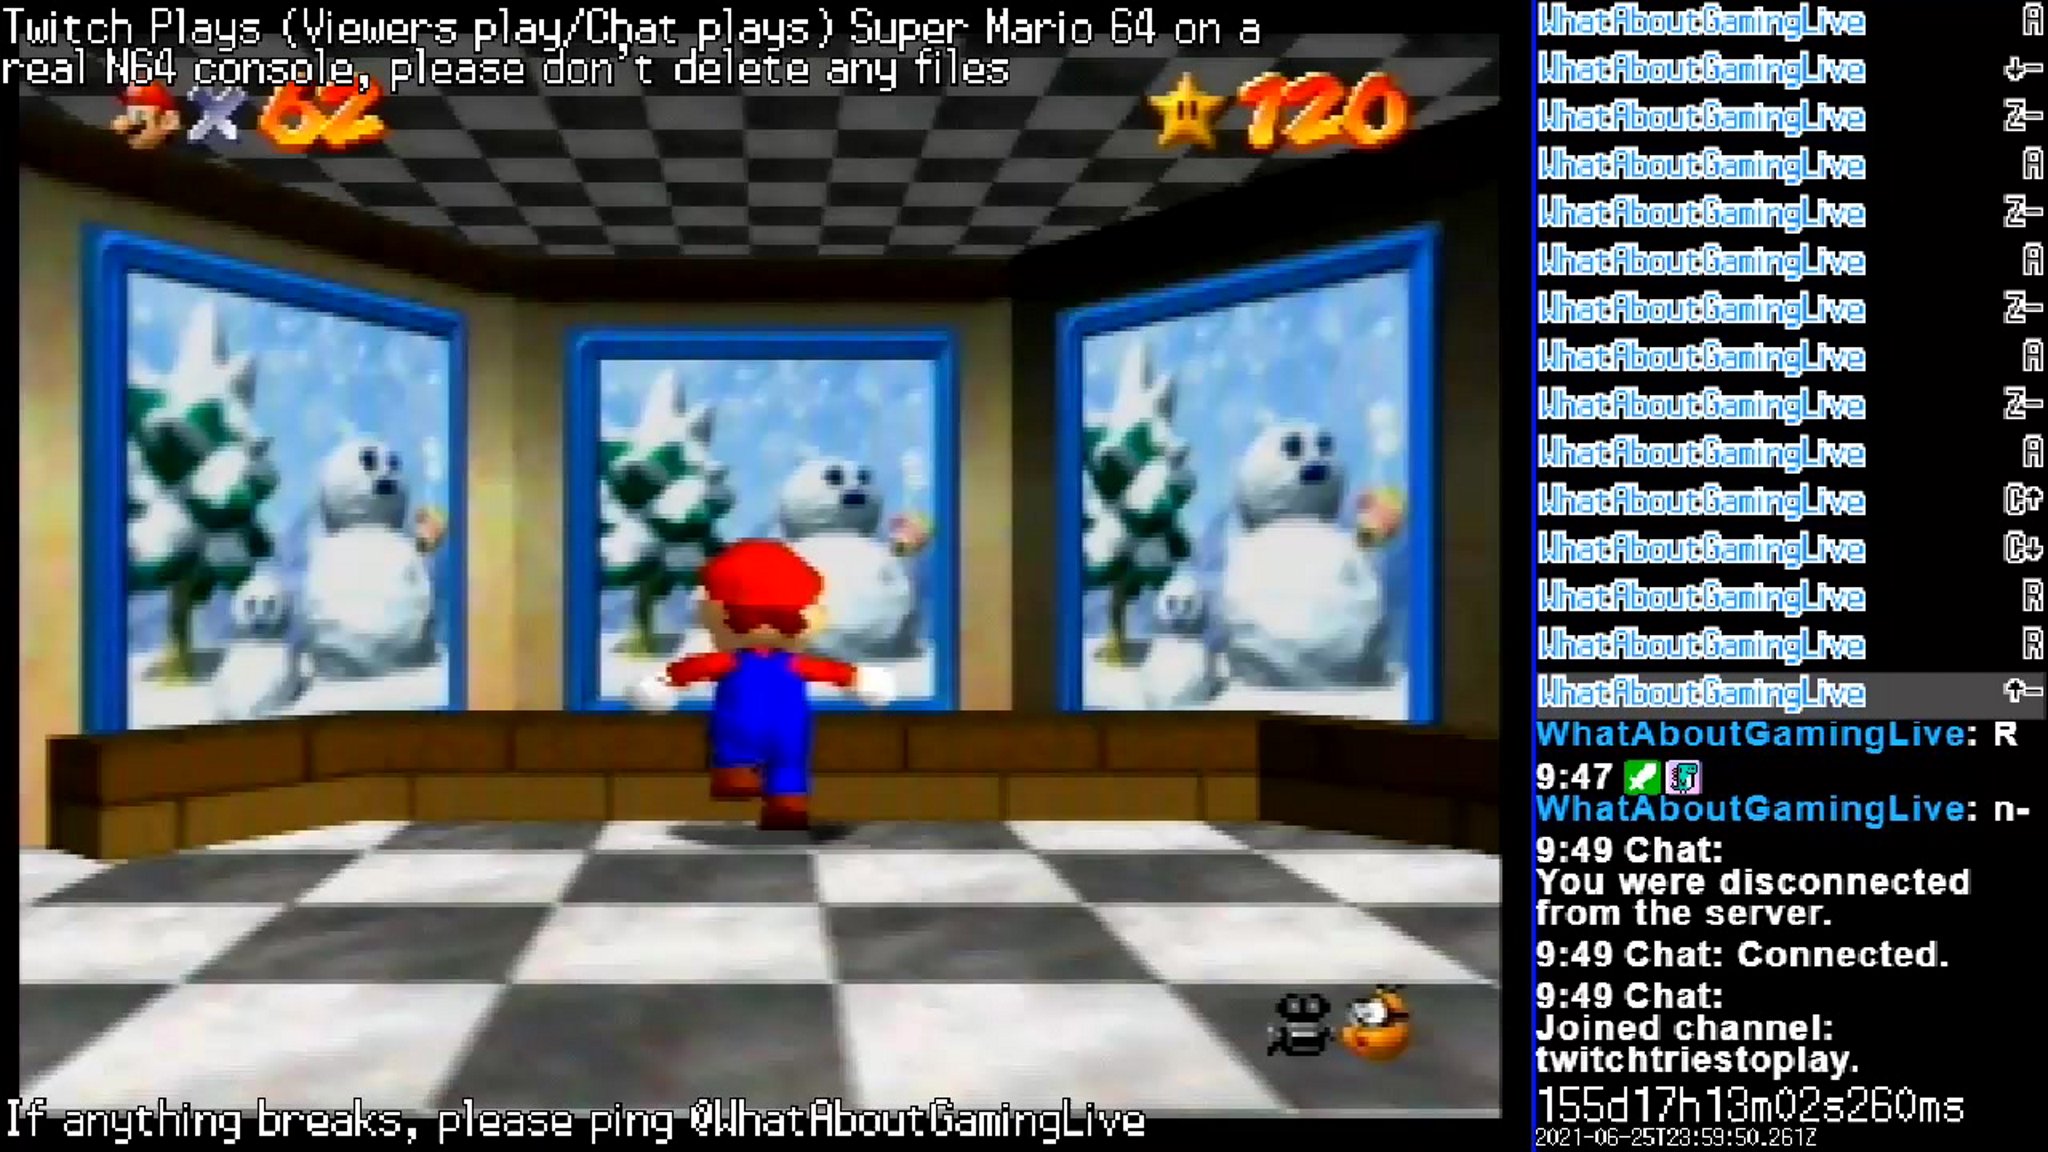 Twitch Plays (Viewers play/Chat plays) Super Mario 64 on a
real N64 console, please don't delete any files
x 62
120
If anything breaks, please ping @WhatAboutGamingLive
WhatAboutGamingLive A
WhatAboutGamingLive ↓-
WhatAboutGamingLive Z-
WhatAboutGamingLive A
WhatAboutGamingLive Z-
WhatAboutGamingLive A
WhatAboutGamingLive Z-
WhatAboutGamingLive A
WhatAboutGamingLive Z-
WhatAboutGamingLive A
WhatAboutGamingLive C↑
WhatAboutGamingLive C↓
WhatAboutGamingLive R
WhatAboutGamingLive R
WhatAboutGamingLive ↑-
WhatAboutGamingLive: R
9:47
WhatAboutGamingLive: n-
9:49 Chat:
You were disconnected
from the server.
9:49 Chat: Connected.
9:49 Chat:
Joined channel:
twitchtriestoplay.
155d17h13m02s260ms
2021-06-25T23:59:50.261Z